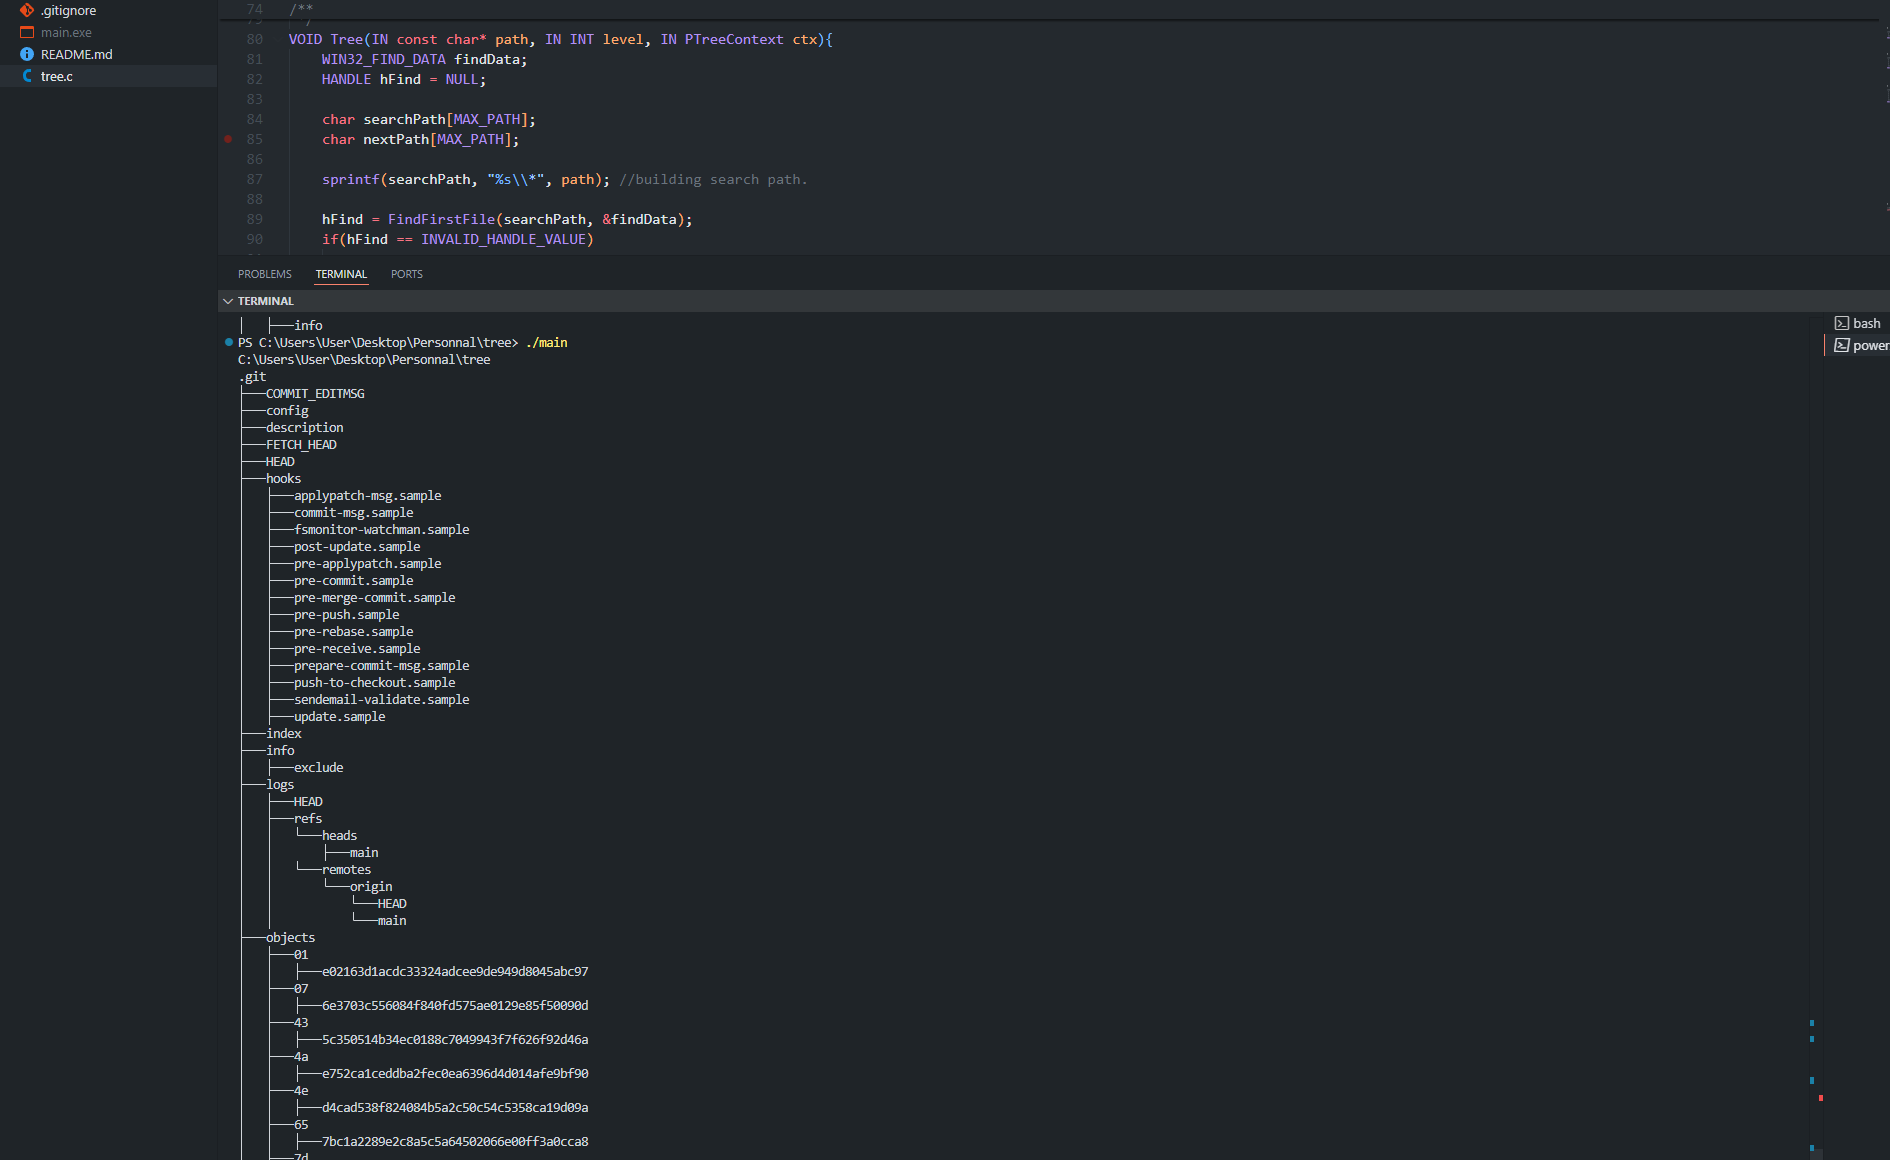 .gitignore
main.exe
README.md
tree.c
74 /**
80 VOID Tree(IN const char* path, IN INT level, IN PTreeContext ctx){
81 WIN32_FIND_DATA findData;
82 HANDLE hFind = NULL;
83
84 char searchPath[MAX_PATH];
85 char nextPath[MAX_PATH];
86
87 sprintf(searchPath, "%s\\*", path); //building search path.
88
89 hFind = FindFirstFile(searchPath, &findData);
90 if(hFind == INVALID_HANDLE_VALUE)
PROBLEMS TERMINAL PORTS
TERMINAL
│   ├───info
PS C:\Users\User\Desktop\Personnal\tree> ./main
C:\Users\User\Desktop\Personnal\tree
.git
├───COMMIT_EDITMSG
├───config
├───description
├───FETCH_HEAD
├───HEAD
├───hooks
│   ├───applypatch-msg.sample
│   ├───commit-msg.sample
│   ├───fsmonitor-watchman.sample
│   ├───post-update.sample
│   ├───pre-applypatch.sample
│   ├───pre-commit.sample
│   ├───pre-merge-commit.sample
│   ├───pre-push.sample
│   ├───pre-rebase.sample
│   ├───pre-receive.sample
│   ├───prepare-commit-msg.sample
│   ├───push-to-checkout.sample
│   ├───sendemail-validate.sample
│   ├───update.sample
├───index
├───info
│   ├───exclude
├───logs
│   ├───HEAD
│   ├───refs
│   │   └───heads
│   │       ├───main
│   │   └───remotes
│   │       └───origin
│   │           └───HEAD
│   │           └───main
├───objects
│   ├───01
│   │   ├───e02163d1acdc33324adcee9de949d8045abc97
│   ├───07
│   │   ├───6e3703c556084f840fd575ae0129e85f50090d
│   ├───43
│   │   ├───5c350514b34ec0188c7049943f7f626f92d46a
│   ├───4a
│   │   ├───e752ca1ceddba2fec0ea6396d4d014afe9bf90
│   ├───4e
│   │   ├───d4cad538f824084b5a2c50c54c5358ca19d09a
│   ├───65
│   │   ├───7bc1a2289e2c8a5c5a64502066e00ff3a0cca8
│   ├───7d
bash
power